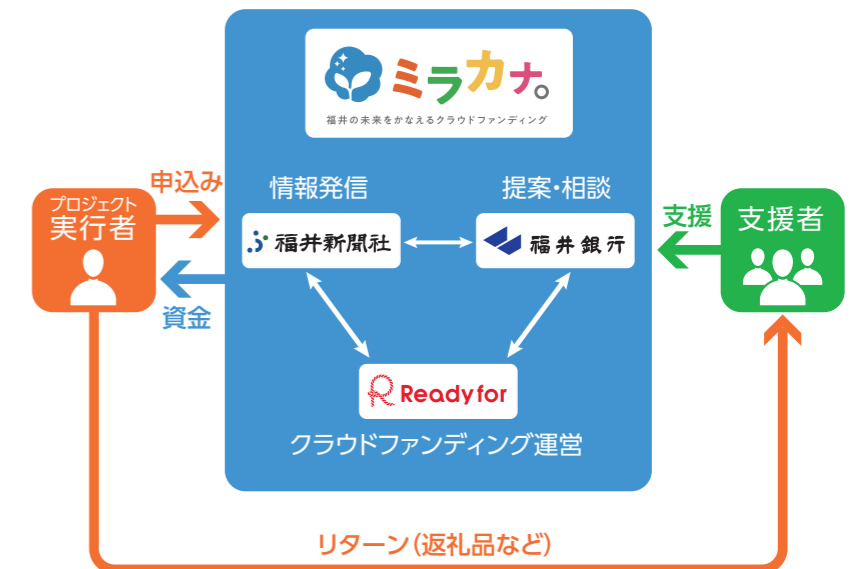 ミラカナ。
福井の未来をかなえるクラウドファンディング
申込み
プロジェクト
実行者
資金
情報発信
福井新聞社
提案・相談
福井銀行
Readyfor
クラウドファンディング運営
支援
支援者
リターン（返礼品など）